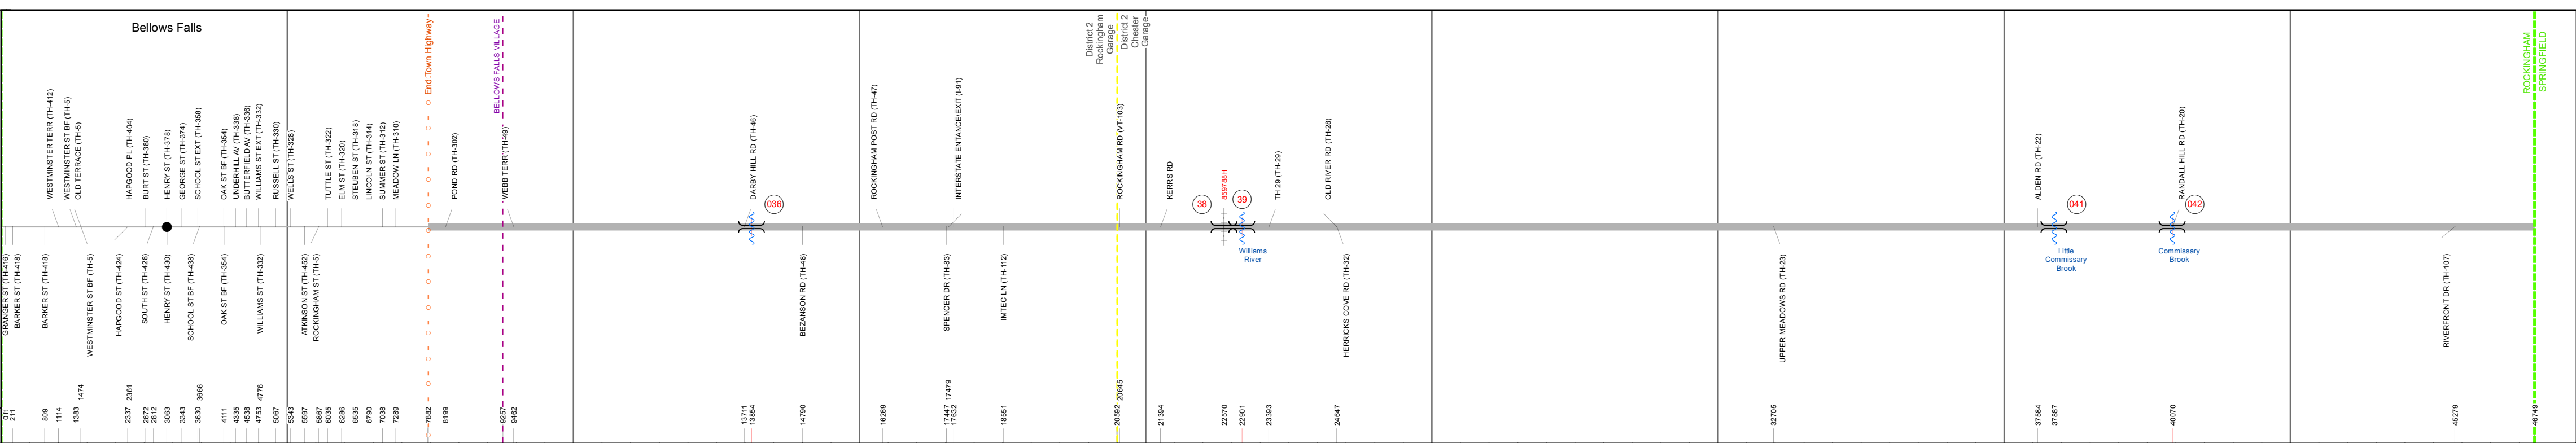 Bellows Falls
End Town Highway
BELLOWS FALLS VILLAGE
District 2
Rockingham
Garage
District 2
Chester
Garage
ROCKINGHAM
SPRINGFIELD
WESTMINSTER TERR (TH-412)
WESTMINSTER ST BF (TH-5)
OLD TERRACE (TH-5)
HAPGOOD PL (TH-404)
BURT ST (TH-380)
HENRY ST (TH-378)
GEORGE ST (TH-374)
SCHOOL ST EXT (TH-358)
OAK ST BF (TH-354)
UNDERHILL AV (TH-338)
BUTTERFIELD AV (TH-336)
WILLIAMS ST EXT (TH-332)
RUSSELL ST (TH-330)
WELLS ST (TH-328)
TUTTLE ST (TH-322)
ELM ST (TH-320)
STEUBEN ST (TH-318)
LINCOLN ST (TH-314)
SUMMER ST (TH-312)
MEADOW LN (TH-310)
POND RD (TH-302)
WEBB TERR (TH-49)
DARBY HILL RD (TH-46)
036
ROCKINGHAM POST RD (TH-47)
INTERSTATE ENTANCE\EXIT (I-91)
ROCKINGHAM RD (VT-103)
KERRS RD
38
859788H
39
TH 29 (TH-29)
OLD RIVER RD (TH-28)
ALDEN RD (TH-22)
041
RANDALL HILL RD (TH-20)
042
GRANGER ST (TH-416)
BARKER ST (TH-418)
BARKER ST (TH-418)
WESTMINSTER ST BF (TH-5)
HAPGOOD ST (TH-424)
SOUTH ST (TH-428)
HENRY ST (TH-430)
SCHOOL ST BF (TH-438)
OAK ST BF (TH-354)
WILLIAMS ST (TH-332)
ATKINSON ST (TH-452)
ROCKINGHAM ST (TH-5)
BEZANSON RD (TH-48)
SPENCER DR (TH-83)
IMTEC LN (TH-112)
Williams
River
HERRICKS COVE RD (TH-32)
UPPER MEADOWS RD (TH-23)
Little
Commissary
Brook
Commissary
Brook
RIVERFRONT DR (TH-107)
0 ft
211
809
1114
1383
1474
2337
2361
2672
2812
3063
3343
3630
3666
4111
4335
4538
4753
4776
5067
5343
5597
5867
6035
6286
6535
6790
7038
7289
7882
8199
9257
9462
13711
13854
14790
16269
17447
17479
17632
18551
20592
20645
21394
22570
22901
23393
24647
32705
37584
37887
40070
45279
46749